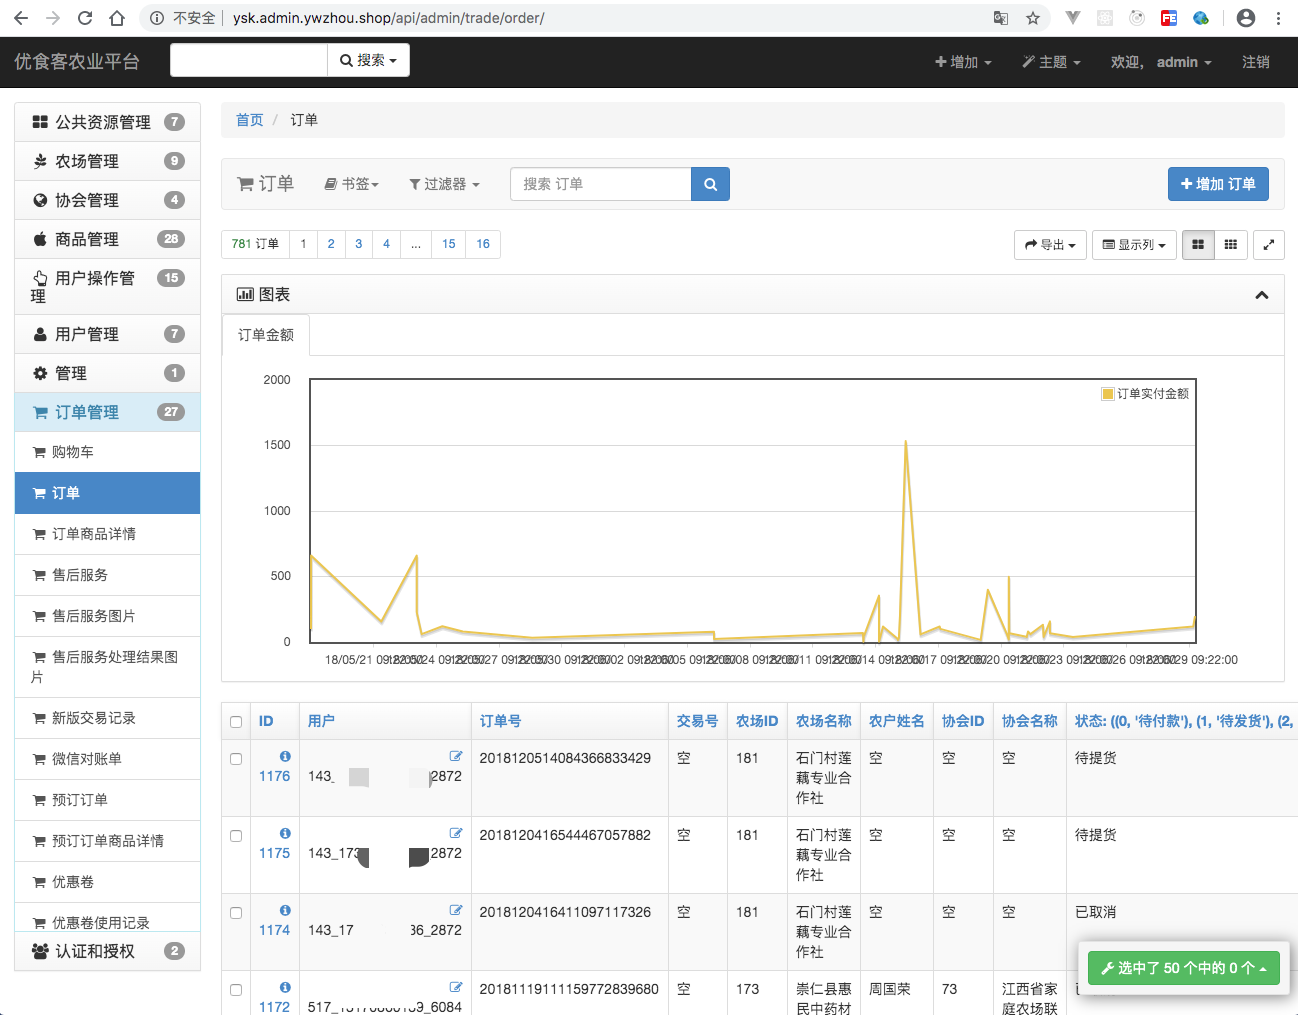 不安全 | ysk.admin.ywzhou.shop/api/admin/trade/order/
优食客农业平台 搜索 增加 主题 欢迎， admin 注销
公共资源管理 7
农场管理 9
协会管理 4
商品管理 28
用户操作管
理 15
用户管理 7
管理 1
订单管理 27
购物车
订单
订单商品详情
售后服务
售后服务图片
售后服务处理结果图
片
新版交易记录
微信对账单
预订订单
预订订单商品详情
优惠卷
优惠卷使用记录
认证和授权 2
首页 / 订单
订单 书签 过滤器 搜索 订单 增加 订单
781 订单 1 2 3 4 ... 15 16 导出 显示列
图表
订单金额
2000
1500
1000
500
0
订单实付金额
18/05/21 09:22:00
29 09:22:00
ID 用户 订单号 交易号 农场ID 农场名称 农户姓名 协会ID 协会名称 状态: ((0, '待付款'), (1, '待发货'), (2,
1176 143_ 2872 2018120514084366833429 空 181 石门村莲
藕专业合
作社 空 空 空 待提货
1175 143_173 _2872 2018120416544467057882 空 181 石门村莲
藕专业合
作社 空 空 空 待提货
1174 143_17 36_2872 2018120416411097117326 空 181 石门村莲
藕专业合
作社 空 空 空 已取消
1172 _6084 2018111911115977283​9680 空 173 崇仁县惠
民中药材 周国荣 73 江西省家
庭农场联
选中了 50 个中的 0 个